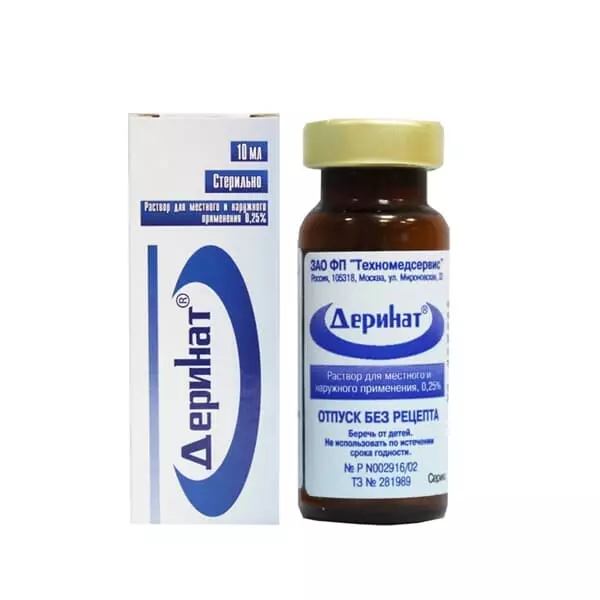 10 мл
Стерильно
Раствор для местного и наружного
применения 0,25%
Деринат®
ЗАО ФП "Техномедсервис"
Россия, 105318, Москва, ул. Мироновская, 33
Деринат®
Раствор для местного и
наружного применения, 0,25%
ОТПУСК БЕЗ РЕЦЕПТА
Беречь от детей.
Не использовать по истечении
срока годности.
№ Р N002916/02
ТЗ № 281989
Серия